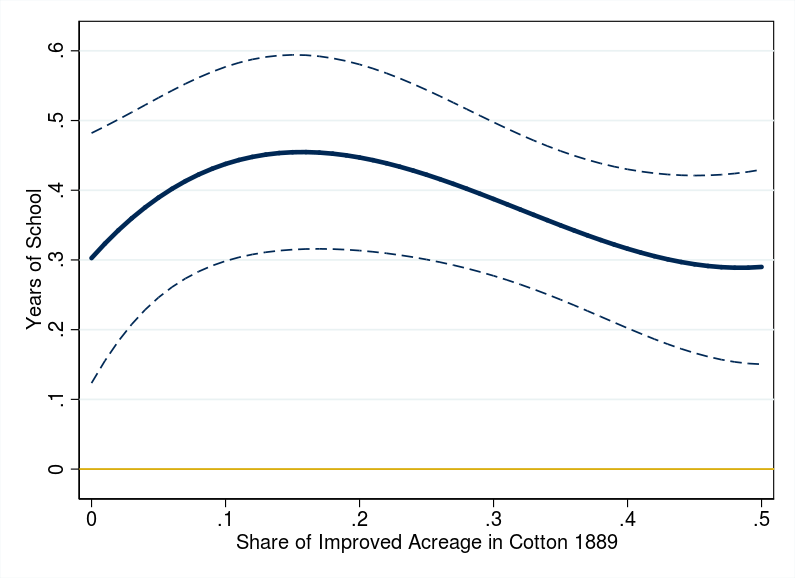 .6
.5
.4
.3
.2
.1
0
Years of School
0 .1 .2 .3 .4 .5
Share of Improved Acreage in Cotton 1889